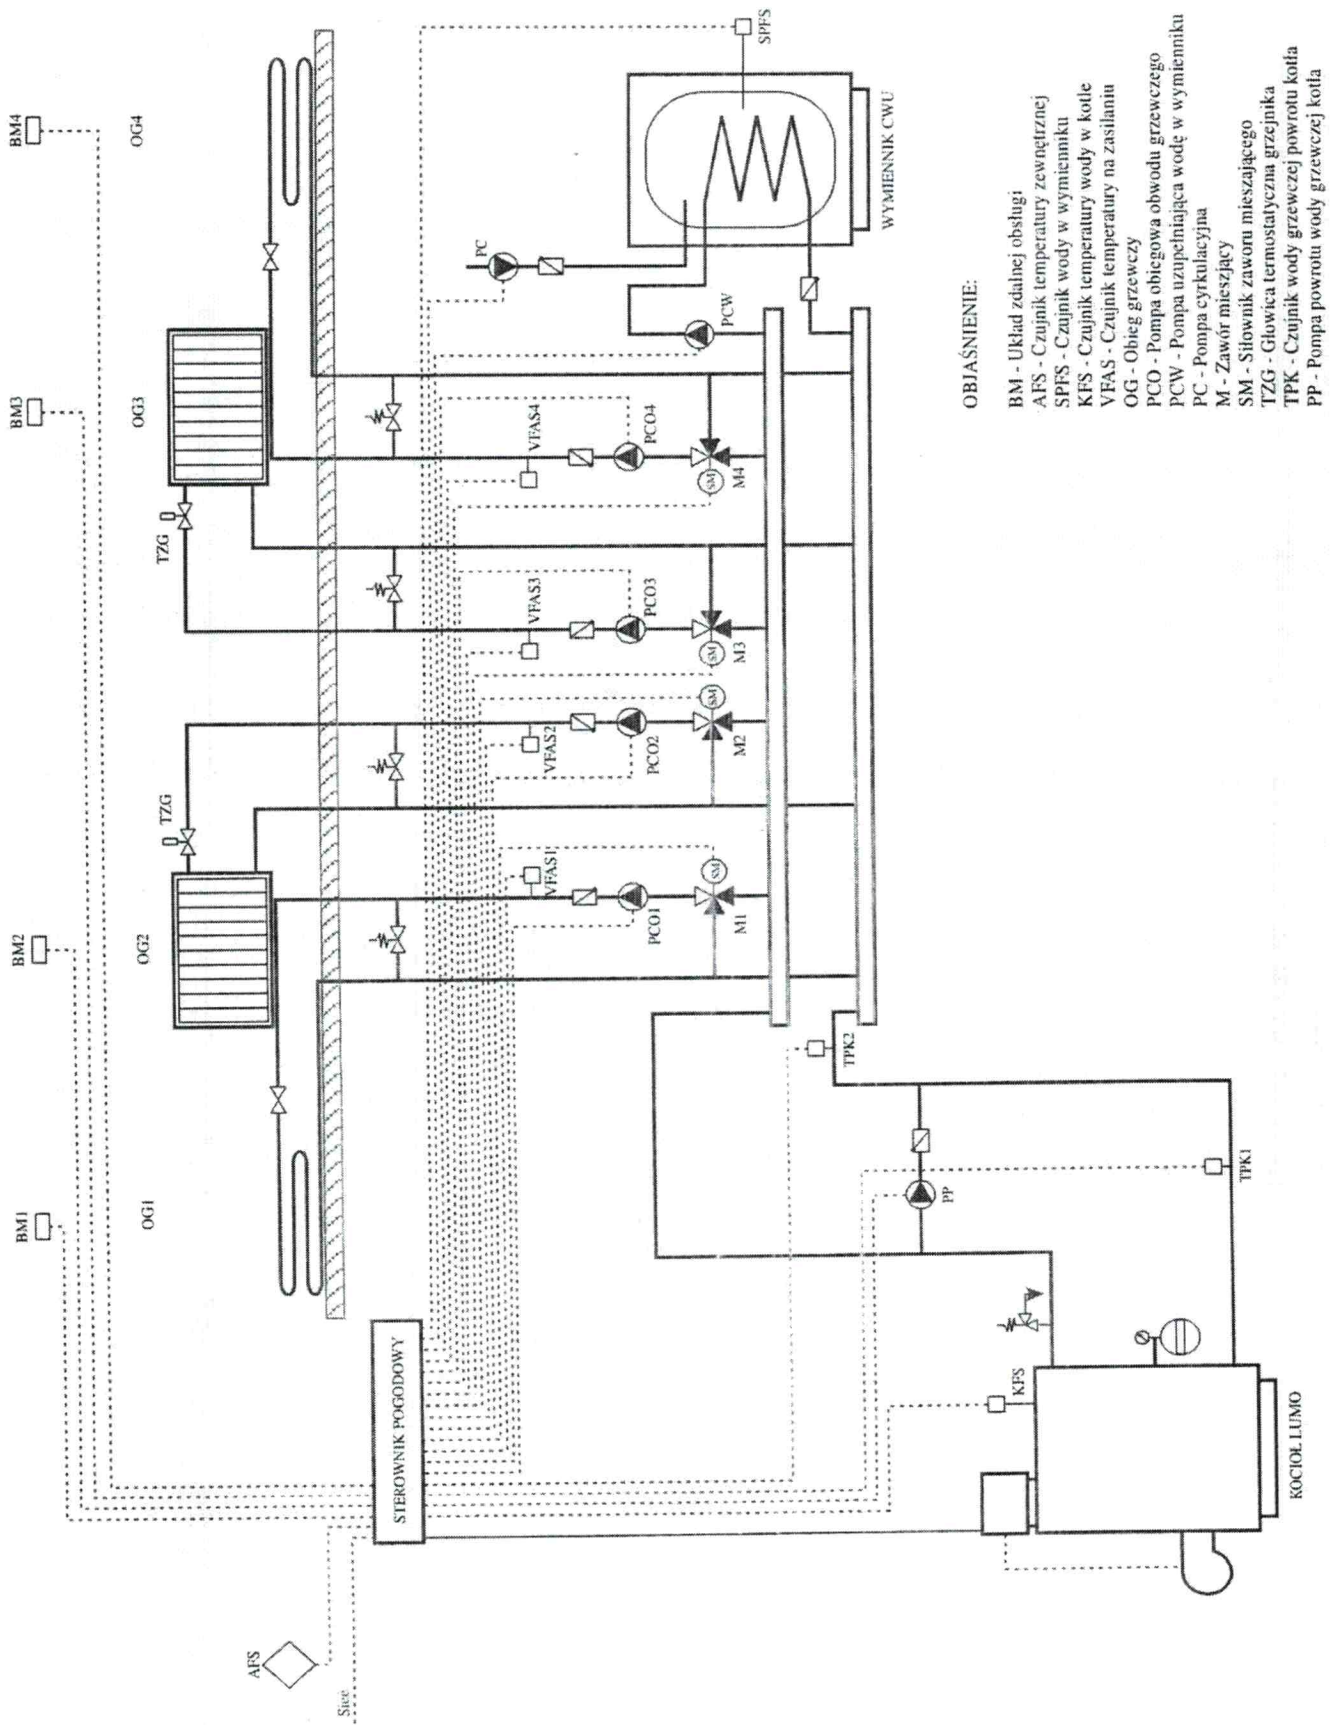 BM1
BM2
BM3
BM4
OG1
OG2
OG3
OG4
TZG
TZG
AFS
Siec
STEROWNIK POGODOWY
VFAS1
VFAS2
VFAS3
VFAS4
PCO1
PCO2
PCO3
PCO4
SM
SM
SM
SM
M1
M2
M3
M4
PC
PCW
SPFS
WYMIENNIK CWU
TPK2
TPK1
PP
KFS
KOCIOŁ LUMO
OBJAŚNIENIE:
BM - Układ zdalnej obsługi
AFS - Czujnik temperatury zewnętrznej
SPFS - Czujnik wody w wymienniku
KFS - Czujnik temperatury wody w kotle
VFAS - Czujnik temperatury na zasilaniu
OG - Obieg grzewczy
PCO - Pompa obiegowa obwodu grzewczego
PCW - Pompa uzupełniająca wodę w wymienniku
PC - Pompa cyrkulacyjna
M - Zawór mieszjący
SM - Siłownik zaworu mieszającego
TZG - Głowica termostatyczna grzejnika
TPK - Czujnik wody grzewczej powrotu kotła
PP - Pompa powrotu wody grzewczej kotła